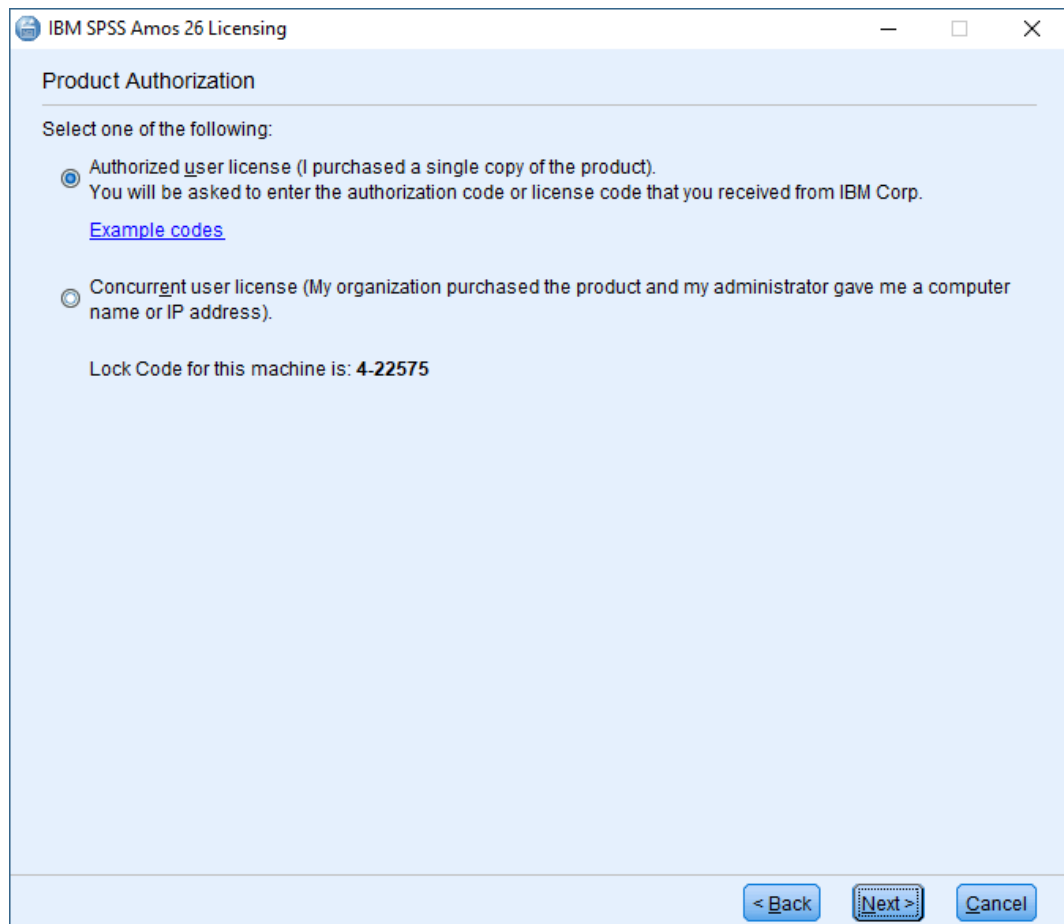 IBM SPSS Amos 26 Licensing
Product Authorization
Select one of the following:
Authorized user license (I purchased a single copy of the product).
You will be asked to enter the authorization code or license code that you received from IBM Corp.
Example codes
Concurrent user license (My organization purchased the product and my administrator gave me a computer
name or IP address).
Lock Code for this machine is: 4-22575
< Back Next > Cancel